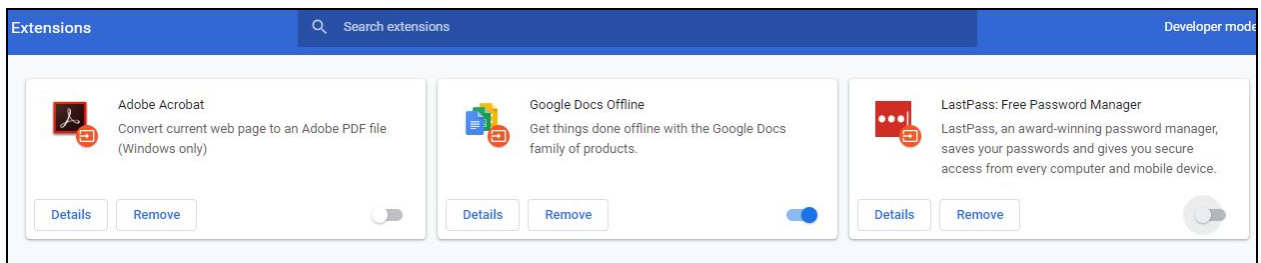 Extensions
Search extensions
Developer mode
Adobe Acrobat
Convert current web page to an Adobe PDF file
(Windows only)
Details
Remove
Google Docs Offline
Get things done offline with the Google Docs
family of products.
Details
Remove
LastPass: Free Password Manager
LastPass, an award-winning password manager,
saves your passwords and gives you secure
access from every computer and mobile device.
Details
Remove